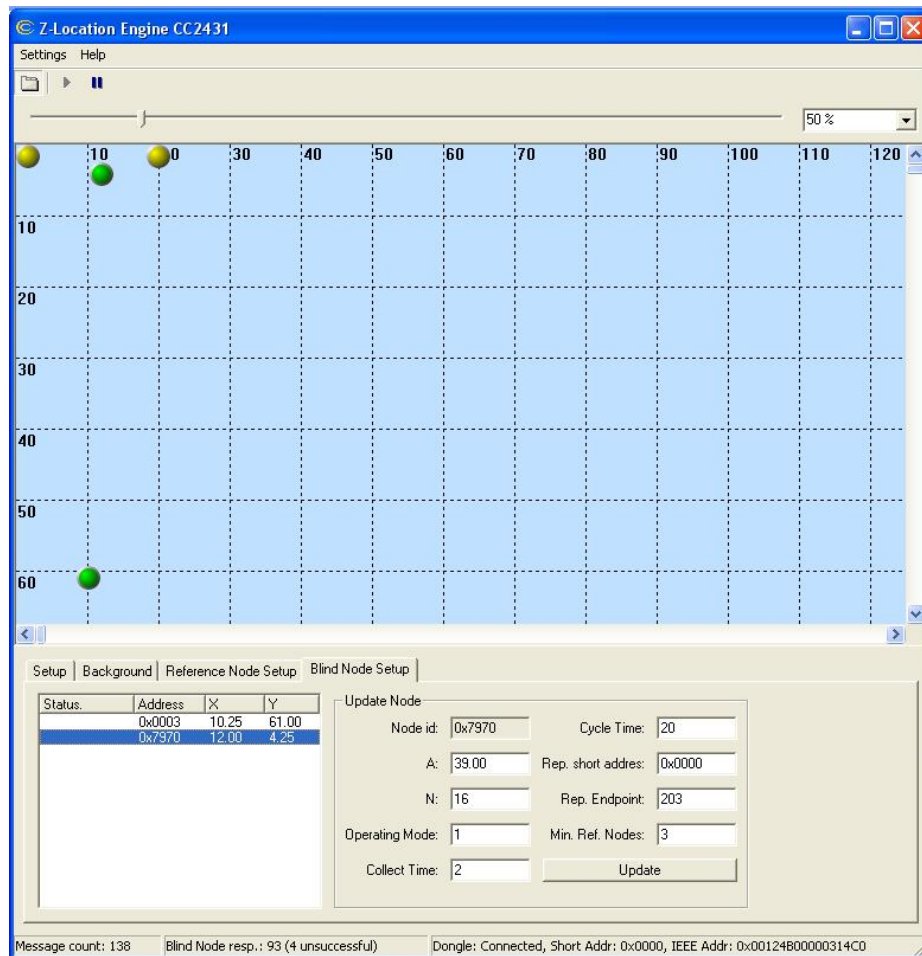 Z-Location Engine CC2431
Settings Help
50 %
10 0 30 40 50 60 70 80 90 100 110 120
10
20
30
40
50
60
Setup Background Reference Node Setup Blind Node Setup
Status. Address X Y
0x0003 10.25 61.00
0x7970 12.00 4.25
Update Node
Node id: 0x7970 Cycle Time: 20
A: 39.00 Rep. short addres: 0x0000
N: 16 Rep. Endpoint: 203
Operating Mode: 1 Min. Ref. Nodes: 3
Collect Time: 2 Update
Message count: 138 Blind Node resp.: 93 (4 unsuccessful) Dongle: Connected, Short Addr: 0x0000, IEEE Addr: 0x00124B00000314C0